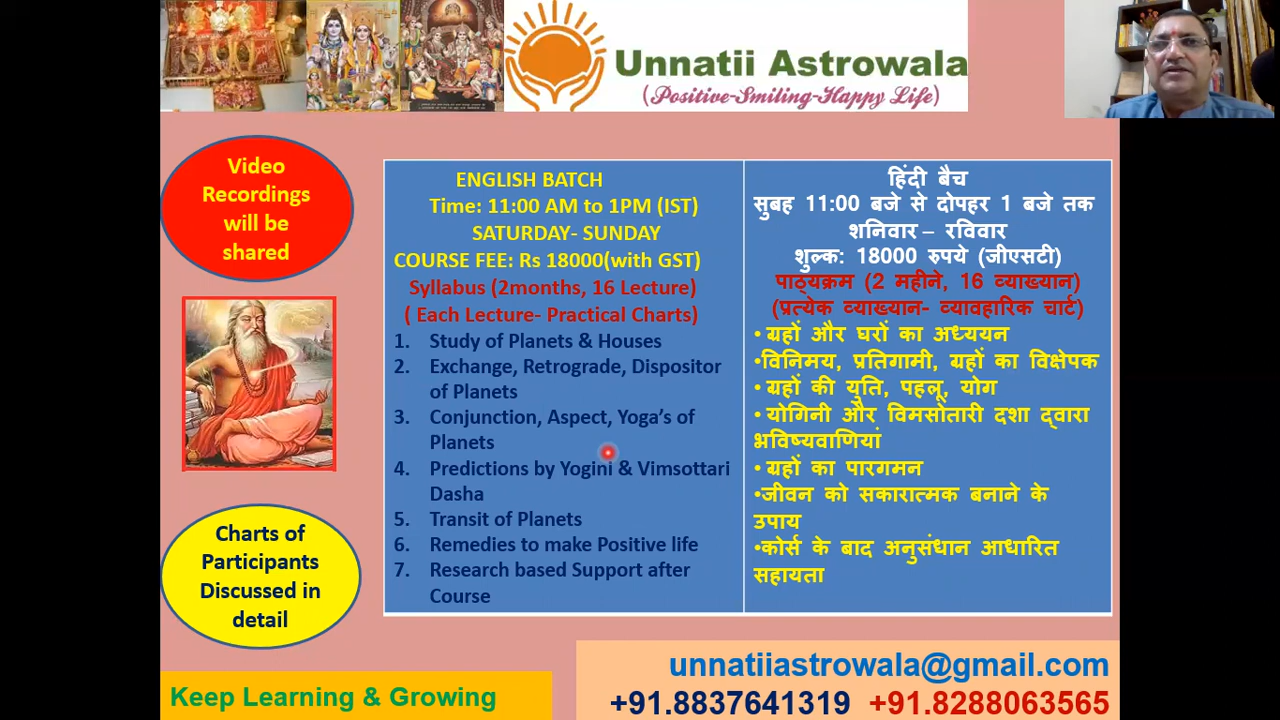 Unnatii Astrowala
(Positive-Smiling-Happy Life)
Video
Recordings
will be
shared
ENGLISH BATCH
Time: 11:00 AM to 1PM (IST)
SATURDAY- SUNDAY
COURSE FEE: Rs 18000(with GST)
Syllabus (2months, 16 Lecture)
( Each Lecture- Practical Charts)
1. Study of Planets & Houses
2. Exchange, Retrograde, Dispositor
of Planets
3. Conjunction, Aspect, Yoga’s of
Planets
4. Predictions by Yogini & Vimsottari
Dasha
5. Transit of Planets
6. Remedies to make Positive life
7. Research based Support after
Course
हिंदी बैच
सुबह 11:00 बजे से दोपहर 1 बजे तक
शनिवार – रविवार
शुल्क: 18000 रुपये (जीएसटी)
पाठ्यक्रम (2 महीने, 16 व्याख्यान)
(प्रत्येक व्याख्यान- व्यावहारिक चार्ट)
• ग्रहों और घरों का अध्ययन
•विनिमय, प्रतिगामी, ग्रहों का विक्षेपक
• ग्रहों की युति, पहलू, योग
• योगिनी और विमसोतारी दशा द्वारा
भविष्यवाणियां
• ग्रहों का पारगमन
•जीवन को सकारात्मक बनाने के
उपाय
•कोर्स के बाद अनुसंधान आधारित
सहायता
Charts of
Participants
Discussed in
detail
Keep Learning & Growing
unnatiiastrowala@gmail.com
+91.8837641319 +91.8288063565